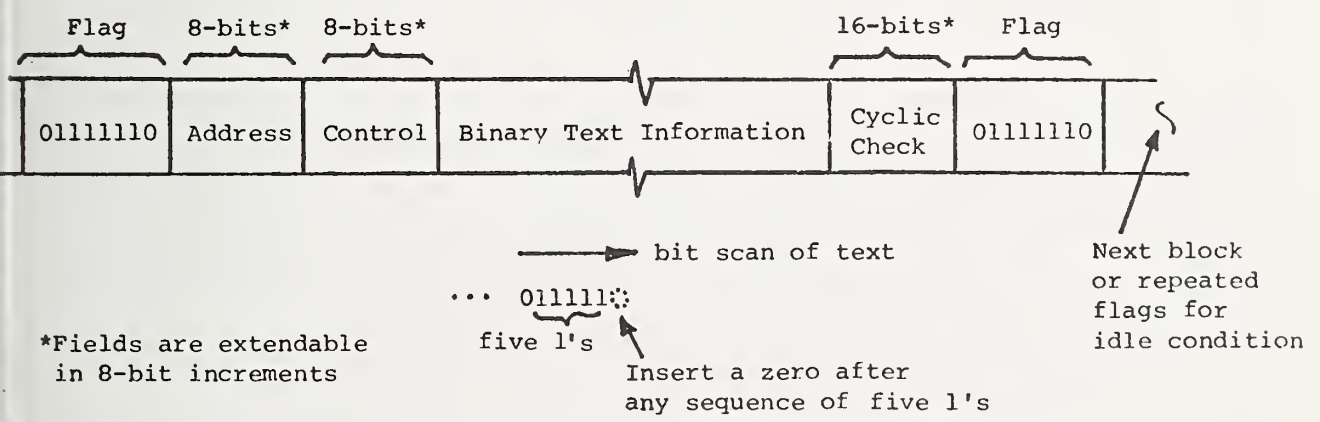 Flag 8-bits* 8-bits* 16-bits* Flag
01111110 Address Control Binary Text Information Cyclic Check 01111110
bit scan of text
... 011111
five 1's
Insert a zero after
any sequence of five 1's
*Fields are extendable
in 8-bit increments
Next block
or repeated
flags for
idle condition